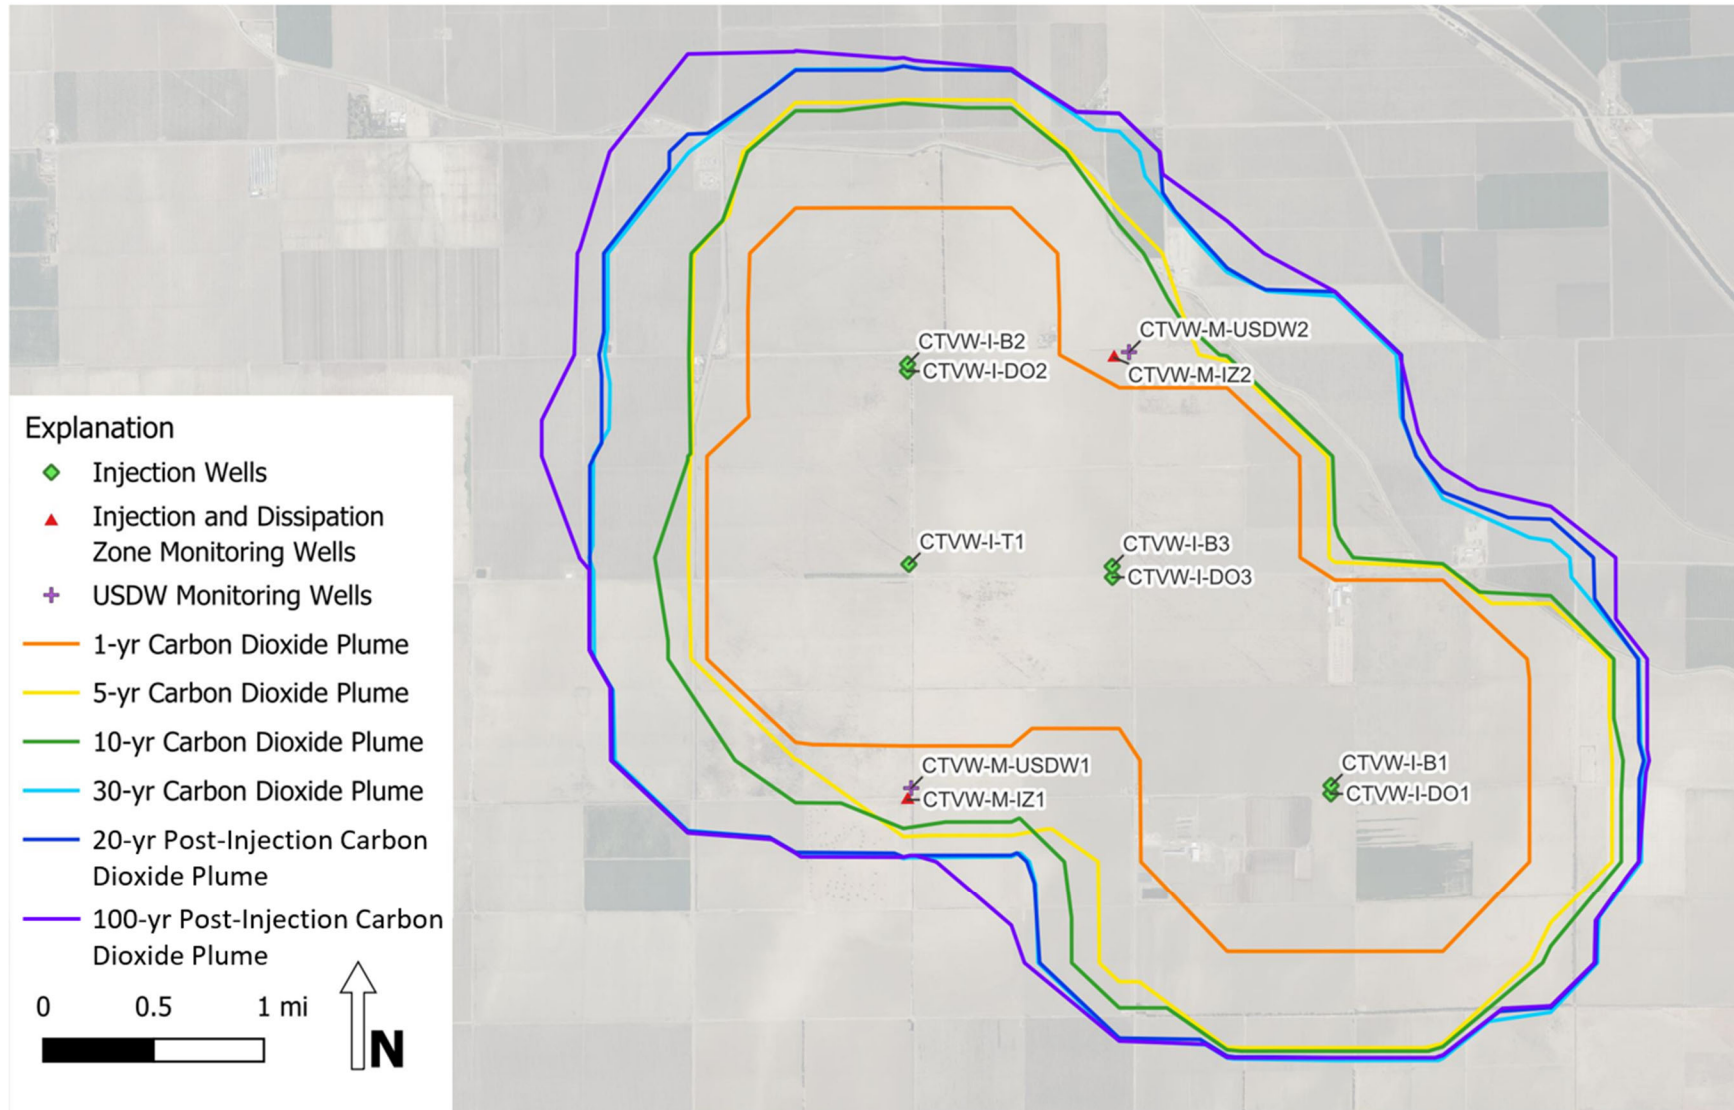 CTVW-M-USDW2
CTVW-I-B2
CTVW-I-DO2
CTVW-M-IZ2
CTVW-I-T1
CTVW-I-B3
CTVW-I-DO3
CTVW-M-USDW1
CTVW-M-IZ1
CTVW-I-B1
CTVW-I-DO1
Explanation
Injection Wells
Injection and Dissipation
Zone Monitoring Wells
USDW Monitoring Wells
1-yr Carbon Dioxide Plume
5-yr Carbon Dioxide Plume
10-yr Carbon Dioxide Plume
30-yr Carbon Dioxide Plume
20-yr Post-Injection Carbon
Dioxide Plume
100-yr Post-Injection Carbon
Dioxide Plume
0 0.5 1 mi
N